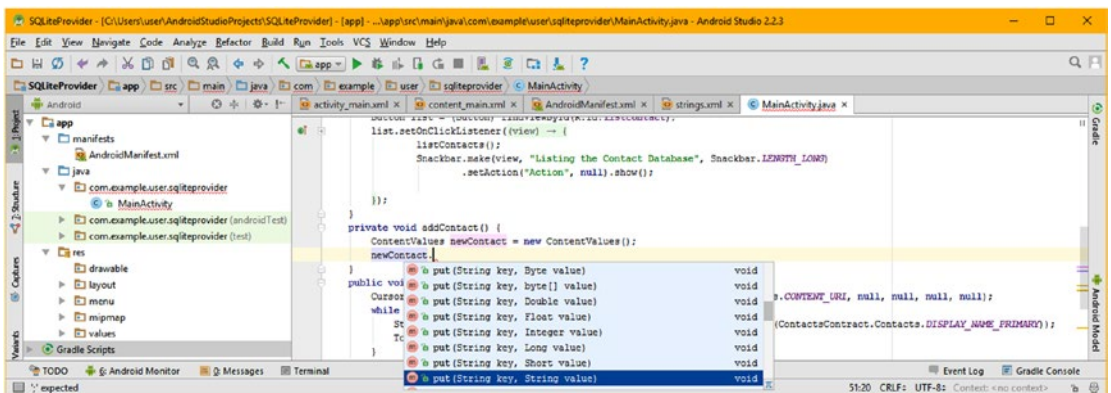 SQLiteProvider - [C:\Users\user\AndroidStudioProjects\SQLiteProvider] - [app] - ...\app\src\main\java\com\example\user\sqliteprovider\MainActivity.java - Android Studio 2.2.3
File Edit View Navigate Code Analyze Refactor Build Run Tools VCS Window Help
app
SQLiteProvider app src main java com example user sqliteprovider MainActivity
Android activity_main.xml content_main.xml AndroidManifest.xml strings.xml MainActivity.java
1: Project
2: Structure
Captures
Variants
Gradle
Android Model
app
manifests
AndroidManifest.xml
java
com.example.user.sqliteprovider
MainActivity
com.example.user.sqliteprovider (androidTest)
com.example.user.sqliteprovider (test)
res
drawable
layout
menu
mipmap
values
Gradle Scripts
Button list = (Button) findViewById(R.id.listContact);
list.setOnClickListener((view) → {
listContacts();
Snackbar.make(view, "Listing the Contact Database", Snackbar.LENGTH_LONG)
.setAction("Action", null).show();
});
}
private void addContact() {
ContentValues newContact = new ContentValues();
newContact.
}
public voi
Cursor s.CONTENT_URI, null, null, null, null);
while
St (ContactsContract.Contacts.DISPLAY_NAME_PRIMARY));
To
}
put(String key, Byte value) void
put(String key, byte[] value) void
put(String key, Double value) void
put(String key, Float value) void
put(String key, Integer value) void
put(String key, Long value) void
put(String key, Short value) void
put(String key, String value) void
TODO 6: Android Monitor 0: Messages Terminal Event Log Gradle Console
';' expected 51:20 CRLF÷ UTF-8÷ Context: <no context>